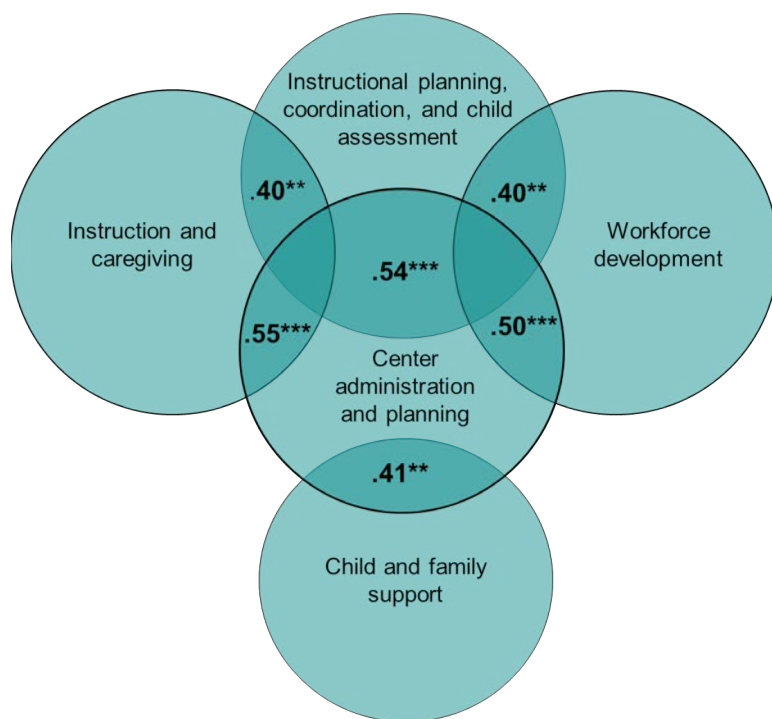 Instructional planning,
coordination, and child
assessment
.40**
.40**
Instruction and
caregiving
Workforce
development
.54***
.55***
.50***
Center
administration
and planning
.41**
Child and family
support